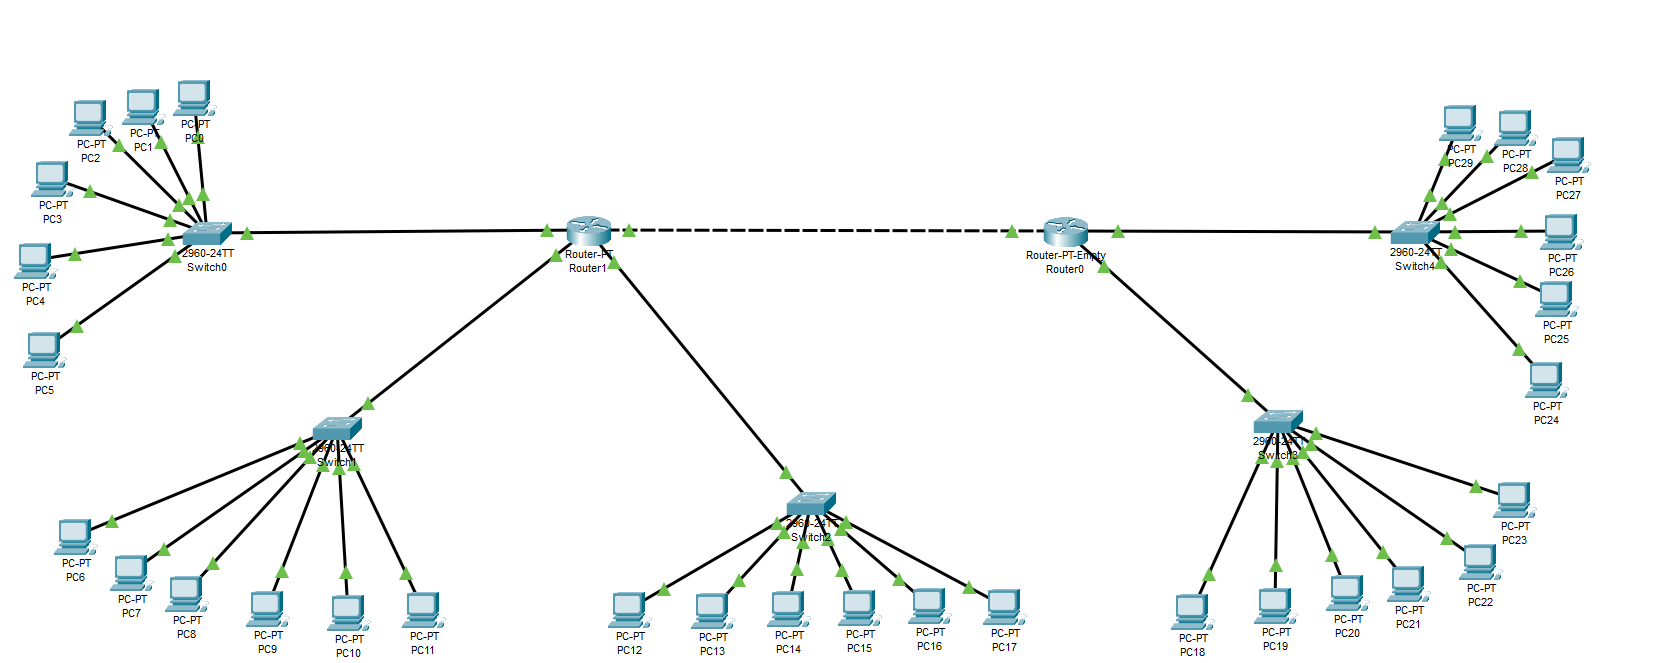 PC-PT
PC0
PC-PT
PC1
PC-PT
PC2
PC-PT
PC3
PC-PT
PC4
PC-PT
PC5
2960-24TT
Switch0
Router-PT
Router1
Router-PT-Empty
Router0
2960-24TT
Switch4
PC-PT
PC29
PC-PT
PC28
PC-PT
PC27
PC-PT
PC26
PC-PT
PC25
PC-PT
PC24
2960-24TT
Switch1
PC-PT
PC6
PC-PT
PC7
PC-PT
PC8
PC-PT
PC9
PC-PT
PC10
PC-PT
PC11
2960-24TT
Switch2
PC-PT
PC12
PC-PT
PC13
PC-PT
PC14
PC-PT
PC15
PC-PT
PC16
PC-PT
PC17
2960-24TT
Switch3
PC-PT
PC18
PC-PT
PC19
PC-PT
PC20
PC-PT
PC21
PC-PT
PC22
PC-PT
PC23